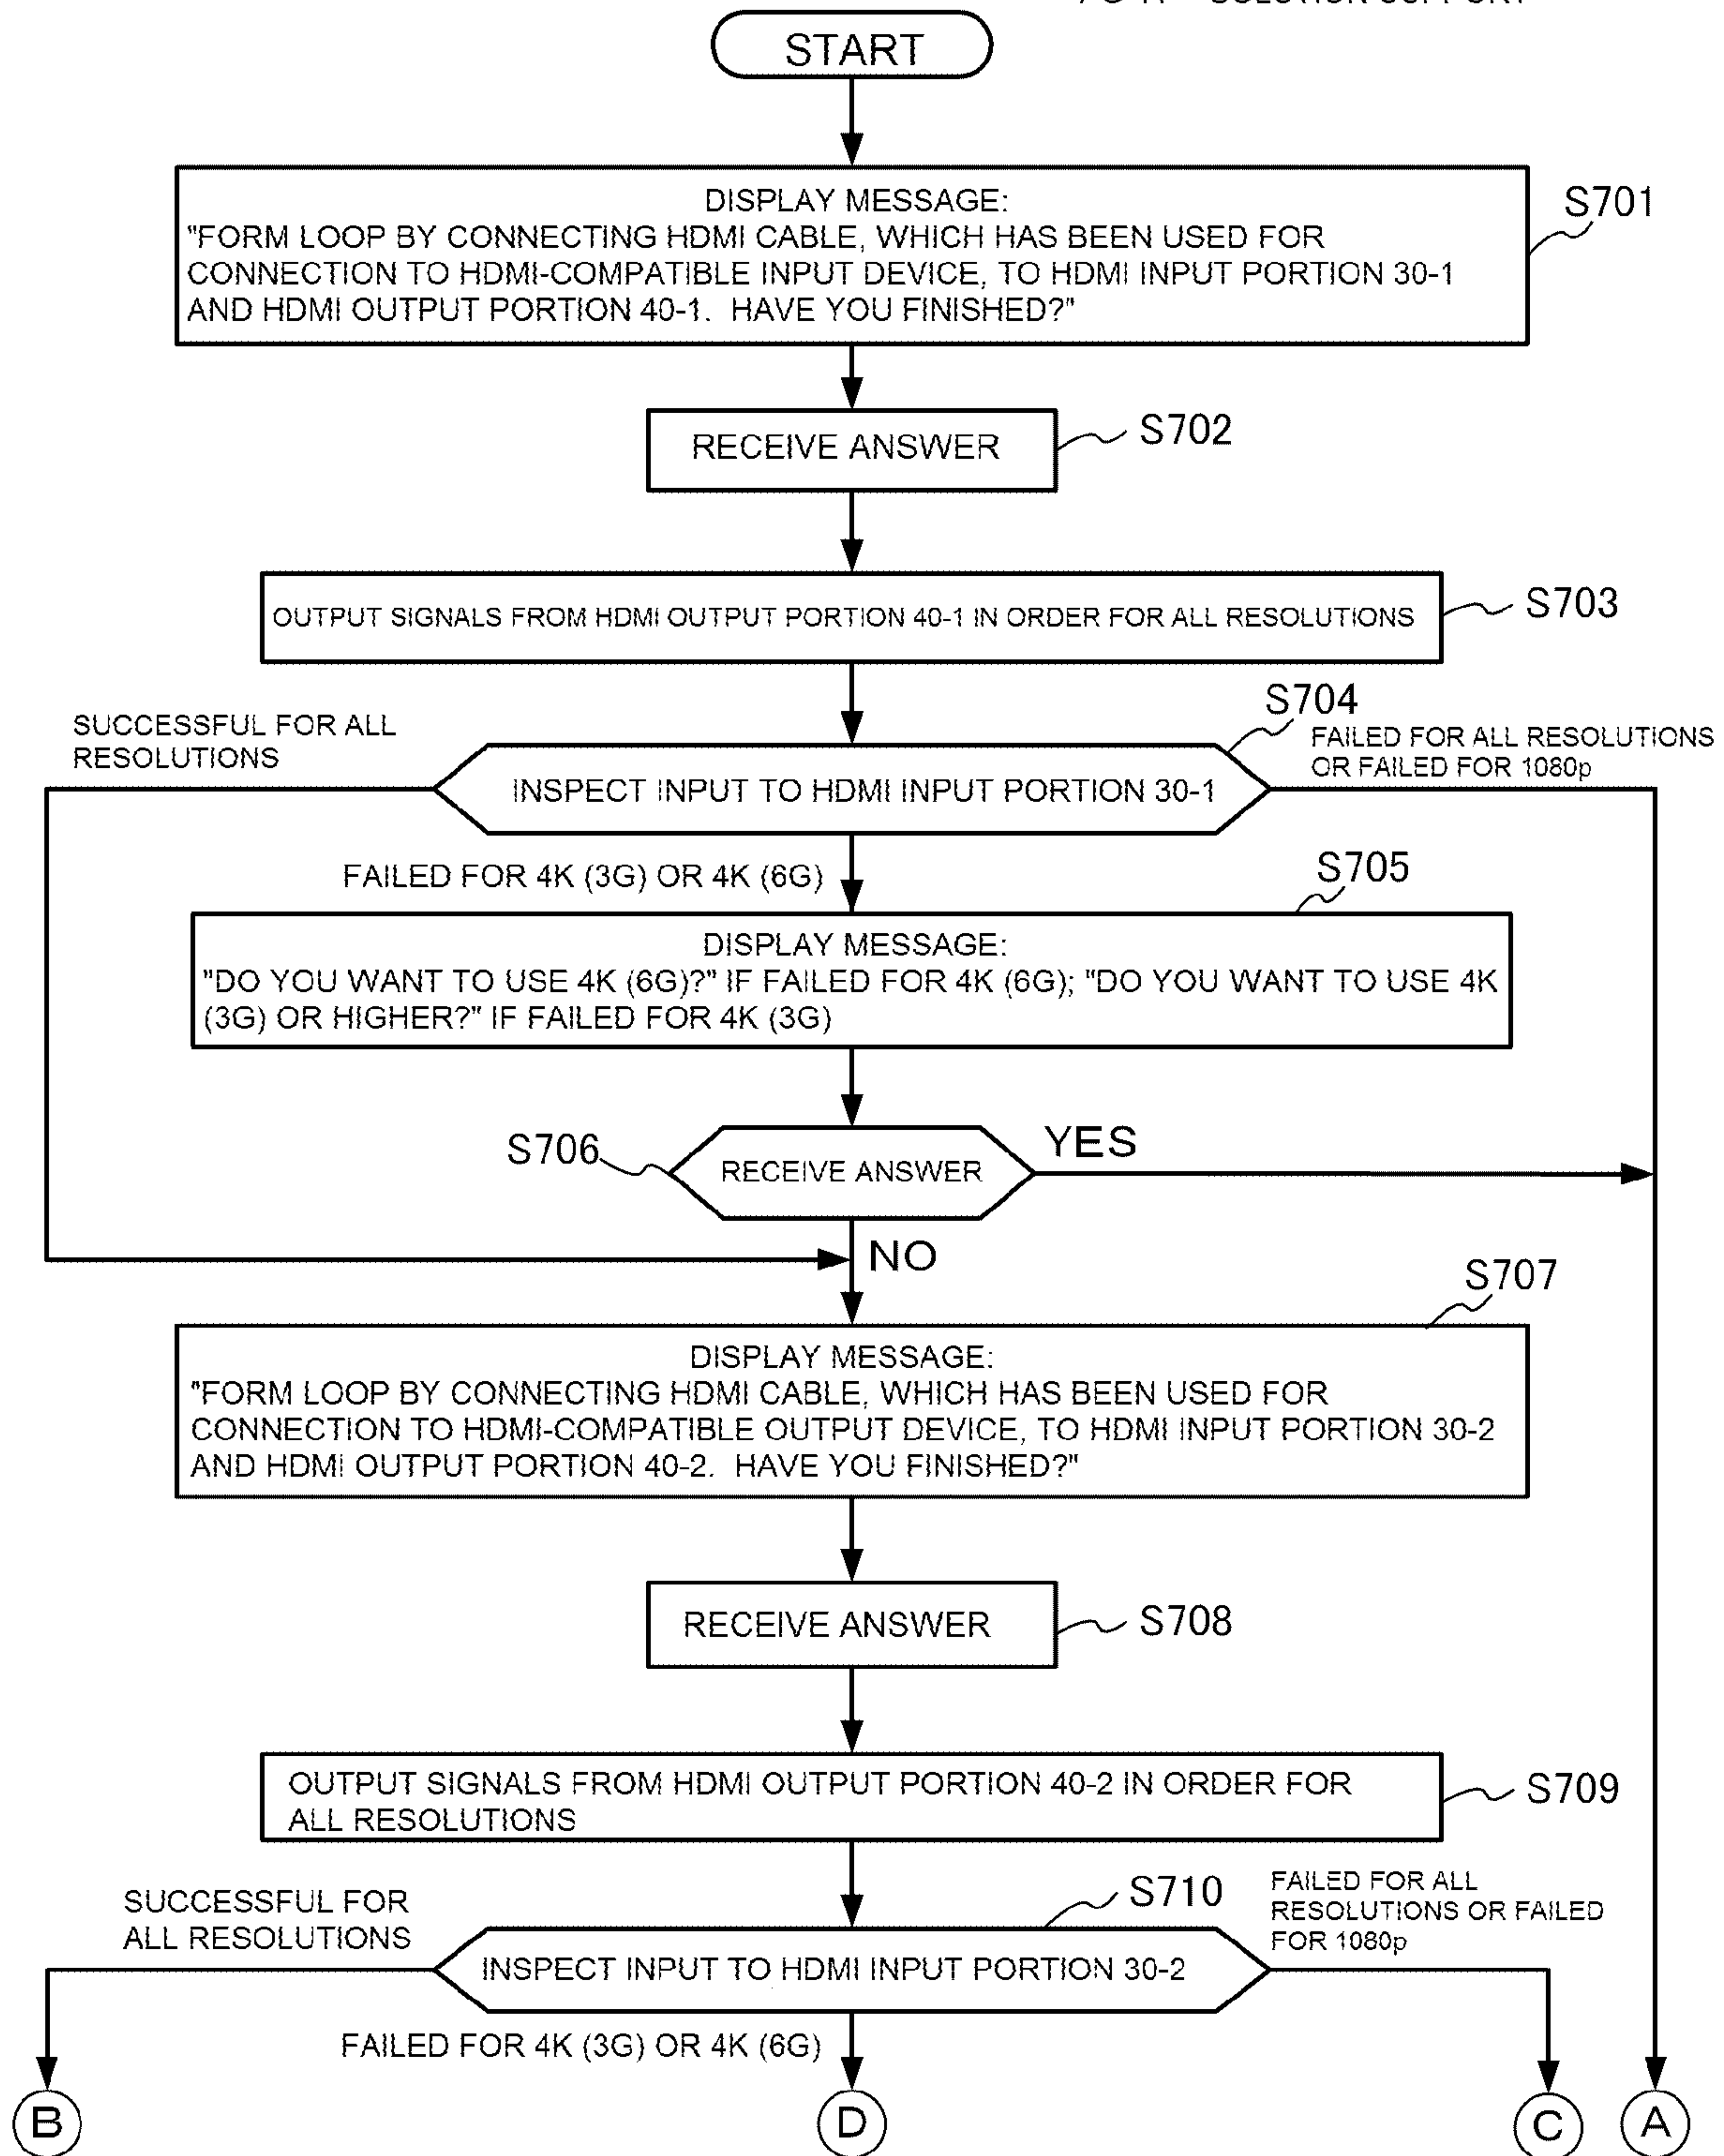 SOLUTION SUPPORT
START
DISPLAY MESSAGE:
"FORM LOOP BY CONNECTING HDMI CABLE, WHICH HAS BEEN USED FOR
CONNECTION TO HDMI-COMPATIBLE INPUT DEVICE, TO HDMI INPUT PORTION 30-1
AND HDMI OUTPUT PORTION 40-1. HAVE YOU FINISHED?"
S701
RECEIVE ANSWER
S702
OUTPUT SIGNALS FROM HDMI OUTPUT PORTION 40-1 IN ORDER FOR ALL RESOLUTIONS
S703
S704
SUCCESSFUL FOR ALL
RESOLUTIONS
FAILED FOR ALL RESOLUTIONS
OR FAILED FOR 1080p
INSPECT INPUT TO HDMI INPUT PORTION 30-1
FAILED FOR 4K (3G) OR 4K (6G)
S705
DISPLAY MESSAGE:
"DO YOU WANT TO USE 4K (6G)?" IF FAILED FOR 4K (6G); "DO YOU WANT TO USE 4K
(3G) OR HIGHER?" IF FAILED FOR 4K (3G)
S706
RECEIVE ANSWER
YES
NO
S707
DISPLAY MESSAGE:
"FORM LOOP BY CONNECTING HDMI CABLE, WHICH HAS BEEN USED FOR
CONNECTION TO HDMI-COMPATIBLE OUTPUT DEVICE, TO HDMI INPUT PORTION 30-2
AND HDMI OUTPUT PORTION 40-2. HAVE YOU FINISHED?"
RECEIVE ANSWER
S708
OUTPUT SIGNALS FROM HDMI OUTPUT PORTION 40-2 IN ORDER FOR
ALL RESOLUTIONS
S709
S710
SUCCESSFUL FOR
ALL RESOLUTIONS
FAILED FOR ALL
RESOLUTIONS OR FAILED
FOR 1080p
INSPECT INPUT TO HDMI INPUT PORTION 30-2
FAILED FOR 4K (3G) OR 4K (6G)
B
D
C
A